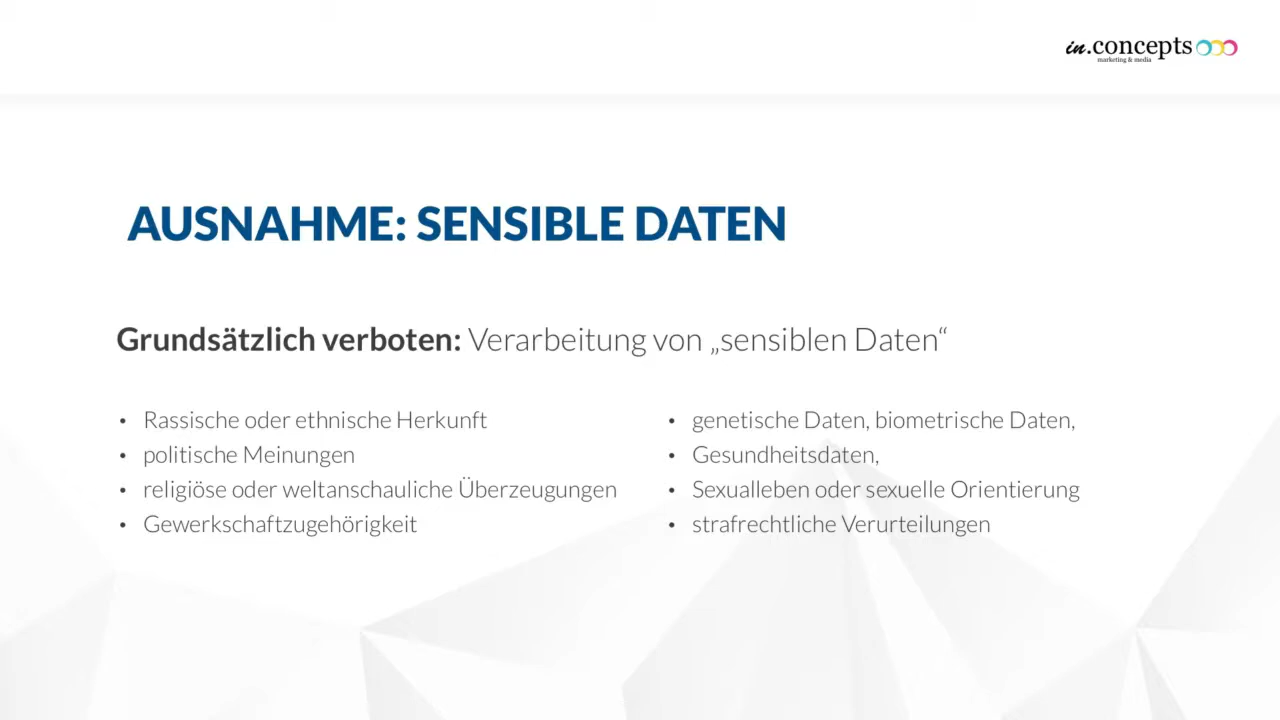 in.concepts
marketing & media
AUSNAHME: SENSIBLE DATEN
Grundsätzlich verboten: Verarbeitung von „sensiblen Daten“
• Rassische oder ethnische Herkunft
• politische Meinungen
• religiöse oder weltanschauliche Überzeugungen
• Gewerkschaftzugehörigkeit
• genetische Daten, biometrische Daten,
• Gesundheitsdaten,
• Sexualleben oder sexuelle Orientierung
• strafrechtliche Verurteilungen